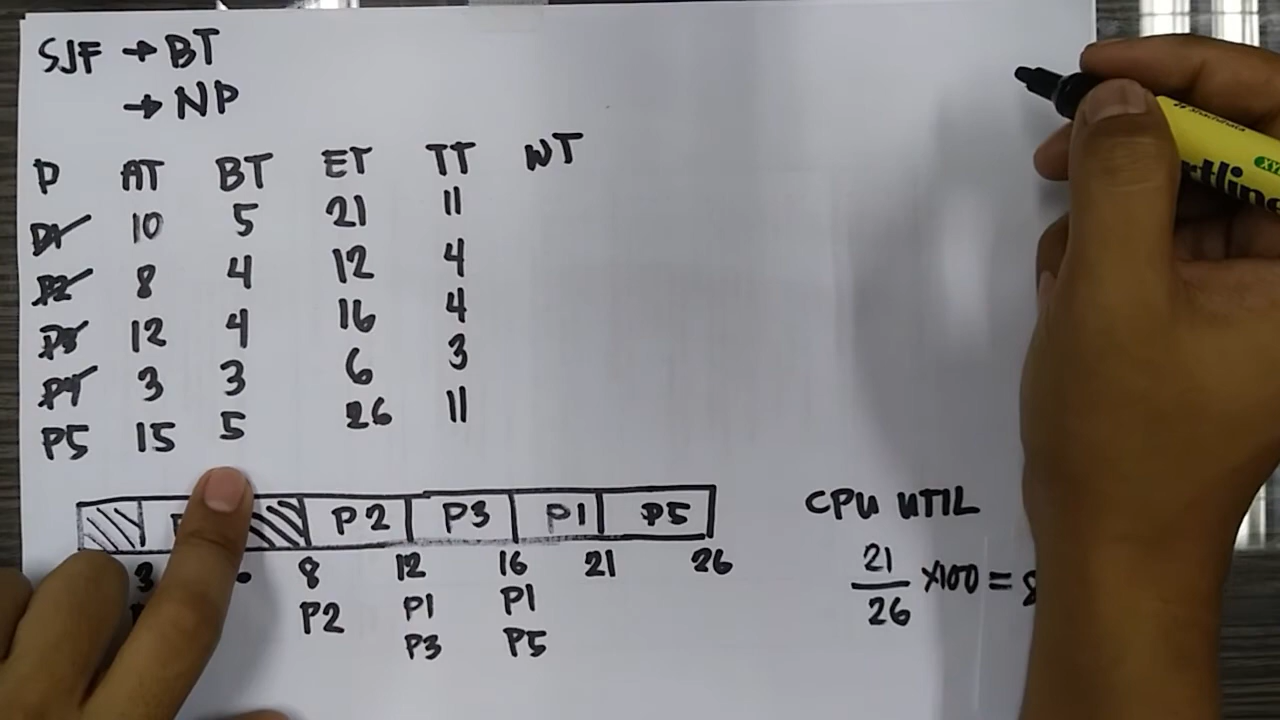 SJF → BT
→ NP
P AT BT ET TT WT
P1 10 5 21 11
P2 8 4 12 4
P3 12 4 16 4
P4 3 3 6 3
P5 15 5 26 11
P2 P3 P1 P5
3 8 12 16 21 26
P2 P1 P1
P3 P5
CPU UTIL
21
26 ×100 =